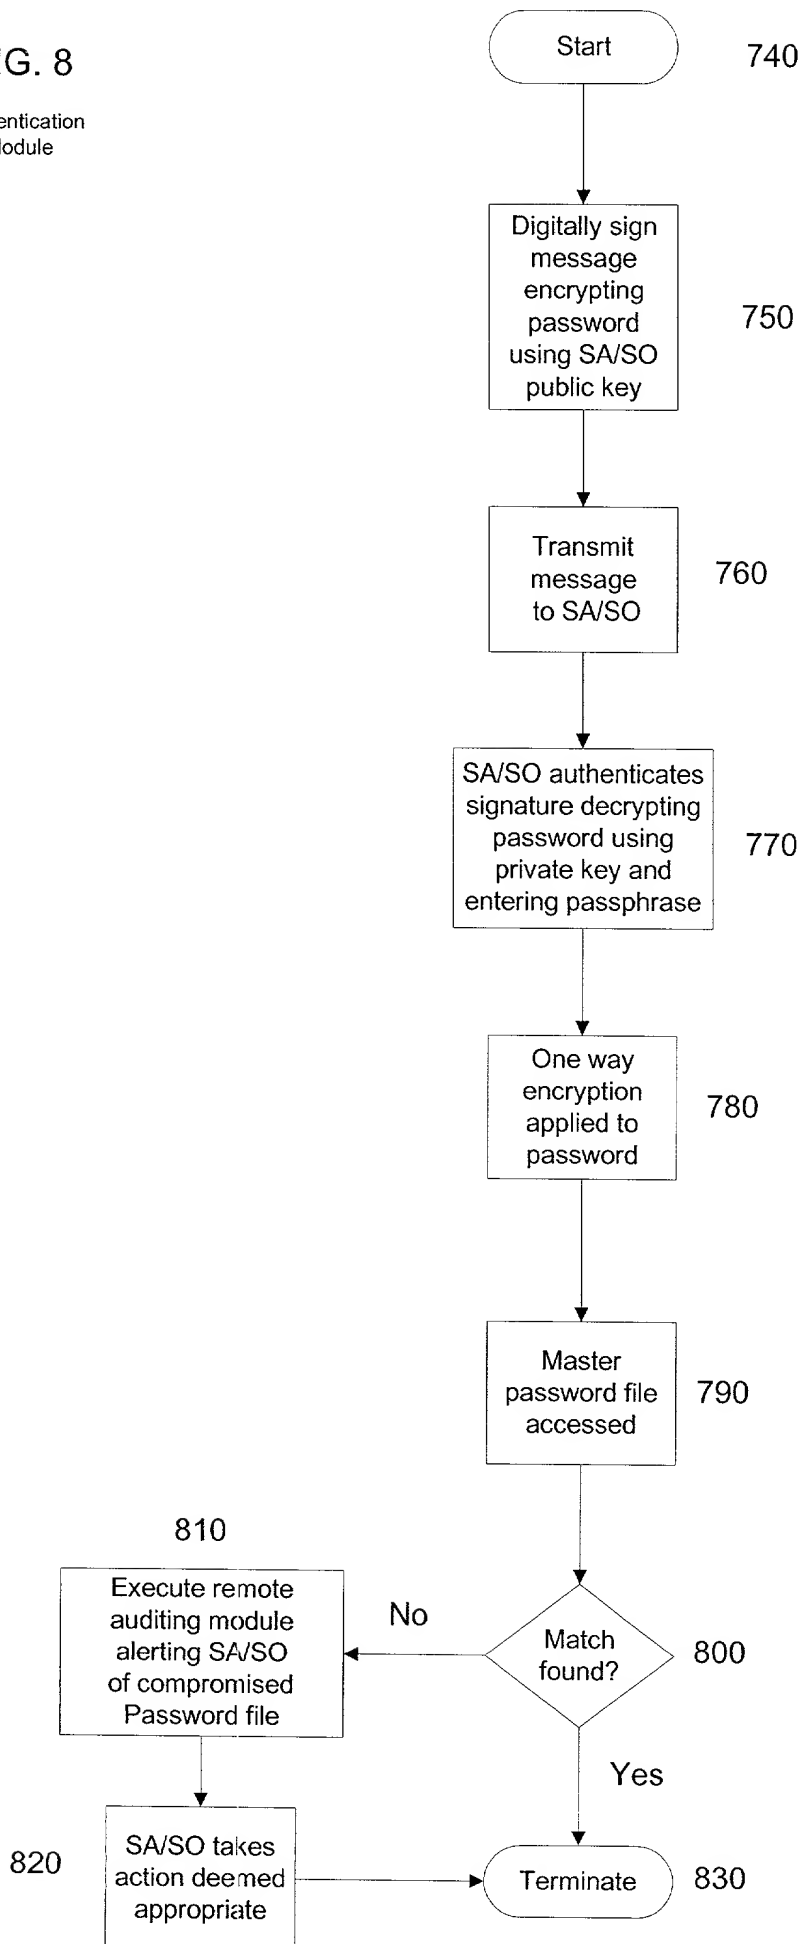 G. 8
entication
odule
Start
740
Digitally sign
message
encrypting
password
using SA/SO
public key
750
Transmit
message
to SA/SO
760
SA/SO authenticates
signature decrypting
password using
private key and
entering passphrase
770
One way
encryption
applied to
password
780
Master
password file
accessed
790
Match
found?
800
No
Yes
810
Execute remote
auditing module
alerting SA/SO
of compromised
Password file
820
SA/SO takes
action deemed
appropriate
Terminate
830